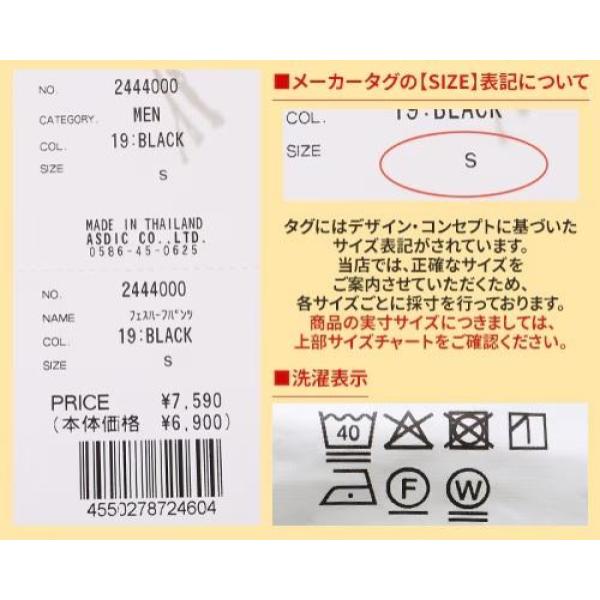 NO. 2444000
CATEGORY. MEN
COL. 19:BLACK
SIZE S
MADE IN THAILAND
ASDIC CO.,LTD.
0586-45-0625
NO. 2444000
NAME ﾌｪｽﾊｰﾌﾊﾟﾝﾂ
COL. 19:BLACK
SIZE S
PRICE ¥7,590
(本体価格 ¥6,900)
4550278724604
■メーカータグの【SIZE】表記について
COL. 19:BLACK
SIZE S
タグにはデザイン・コンセプトに基づいた
サイズ表記がされています。
当店では、正確なサイズを
ご案内させていただくため、
各サイズごとに採寸を行っております。
商品の実寸サイズにつきましては、
上部サイズチャートをご確認ください。
■洗濯表示
40
F W